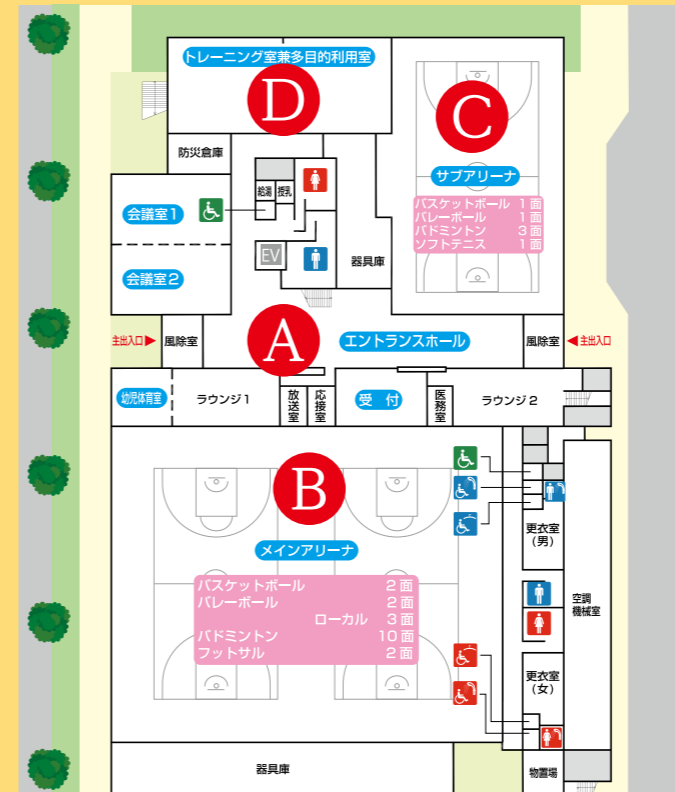 トレーニング室兼多目的利用室
D
C
防災倉庫
給湯
授乳
サブアリーナ
バスケットボール 1面
バレーボール 1面
バドミントン 3面
ソフトテニス 1面
会議室1
会議室2
EV
器具庫
主出入口
風除室
A
エントランスホール
風除室
主出入口
幼児体育室
ラウンジ1
放送室
応接室
受 付
医務室
ラウンジ2
B
メインアリーナ
バスケットボール 2面
バレーボール 2面
ローカル 3面
バドミントン 10面
フットサル 2面
更衣室
(男)
空調
機械室
更衣室
(女)
器具庫
物置場